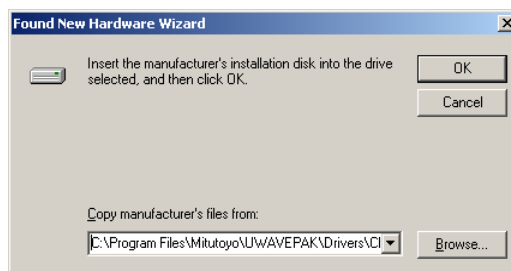 Found New Hardware Wizard
Insert the manufacturer's installation disk into the drive
selected, and then click OK.
OK
Cancel
Copy manufacturer's files from:
C:\Program Files\Mitutoyo\UWAVEPAK\Drivers\
Browse...